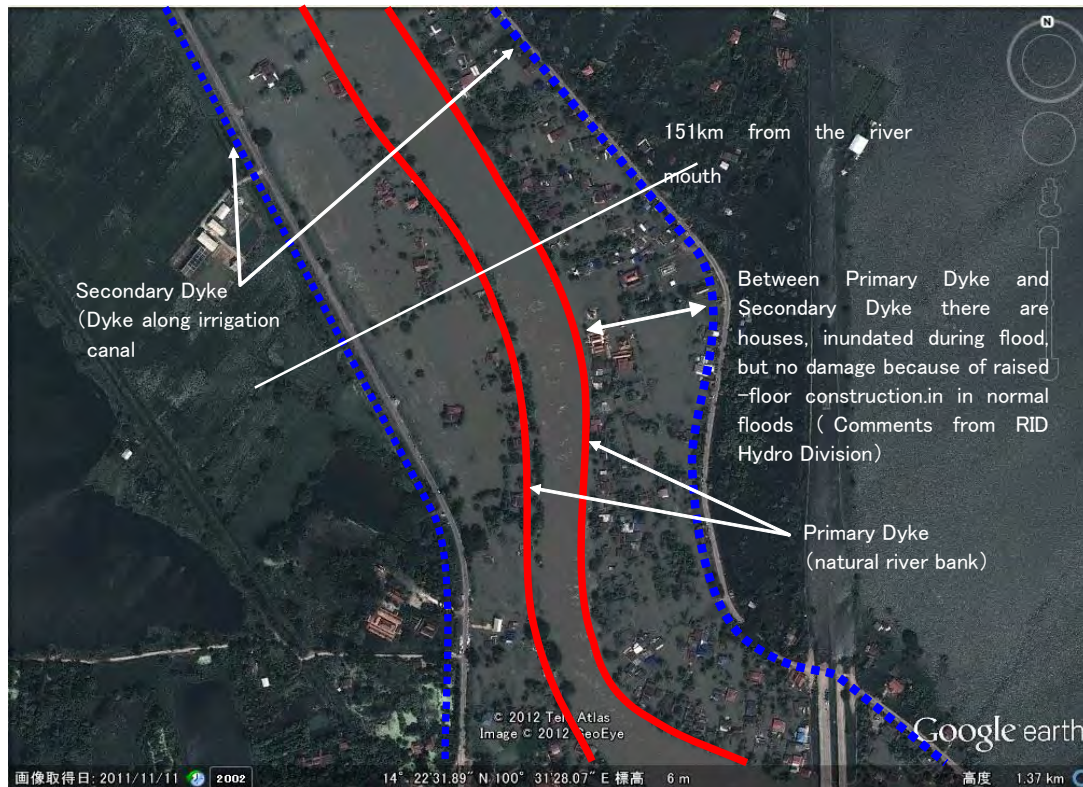 N
151km from the river
mouth
Secondary Dyke
(Dyke along irrigation
canal
Between Primary Dyke and
Secondary Dyke there are
houses, inundated during flood,
but no damage because of raised
-floor construction.in in normal
floods ( Comments from RID
Hydro Division)
Primary Dyke
(natural river bank)
© 2012 Tele Atlas
Image © 2012 GeoEye
Google earth
画像取得日: 2011/11/11 2002
14° 22'31.89" N 100° 31'28.07" E 標高 6 m
高度 1.37 km